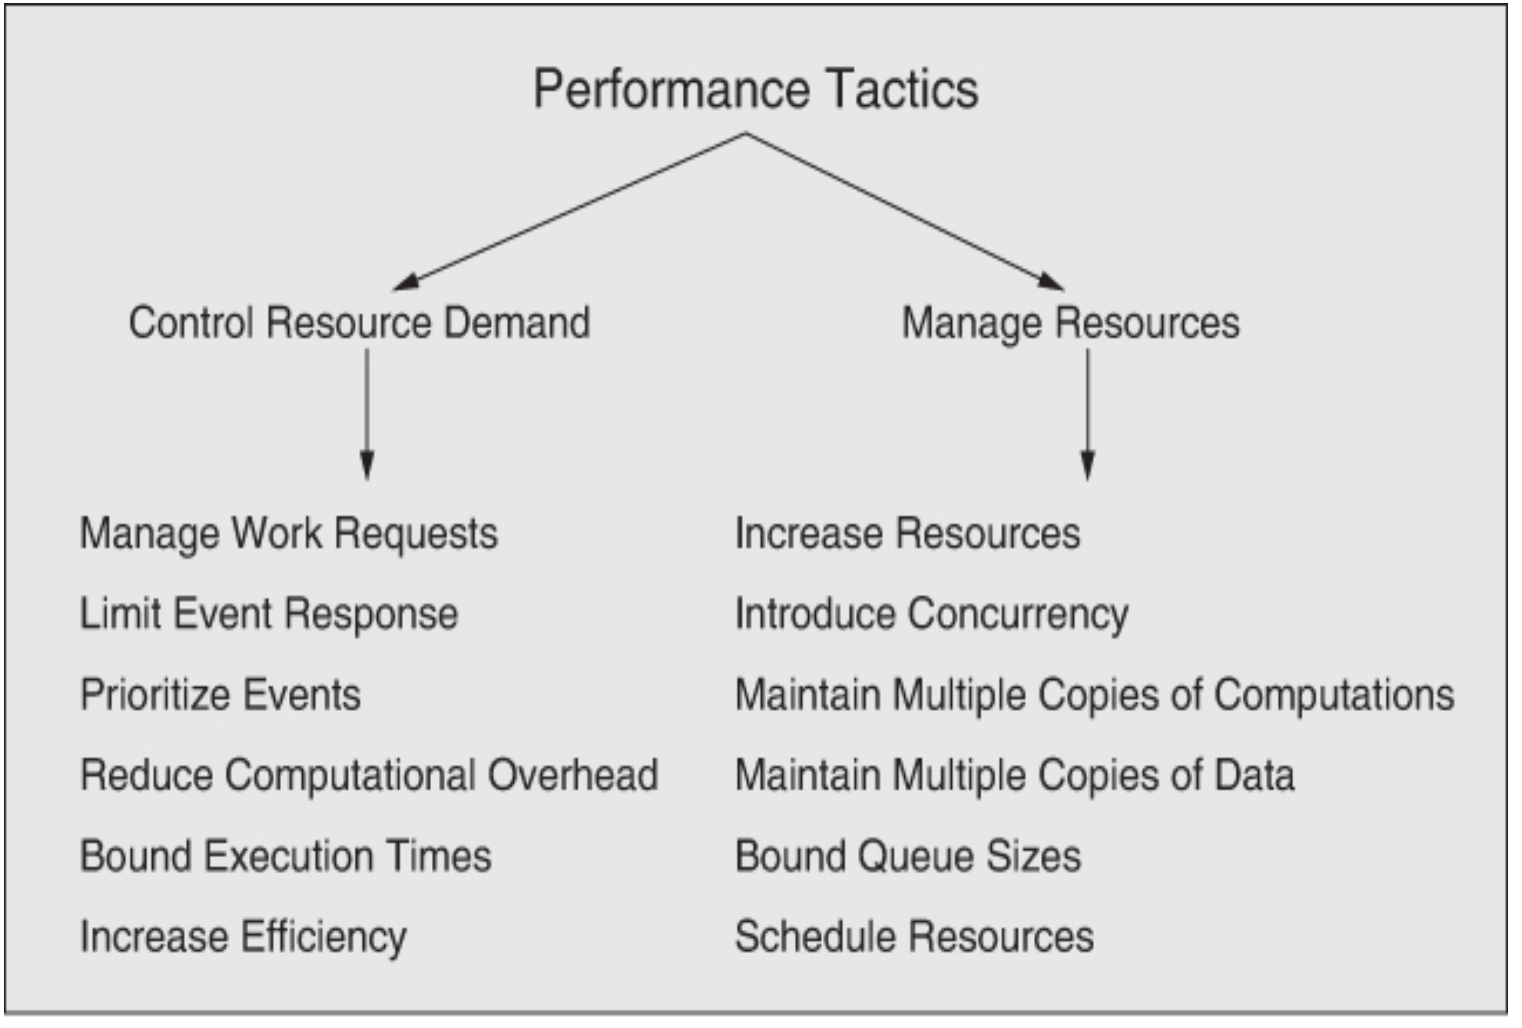 Performance Tactics
Control Resource Demand
Manage Resources
Manage Work Requests
Limit Event Response
Prioritize Events
Reduce Computational Overhead
Bound Execution Times
Increase Efficiency
Increase Resources
Introduce Concurrency
Maintain Multiple Copies of Computations
Maintain Multiple Copies of Data
Bound Queue Sizes
Schedule Resources